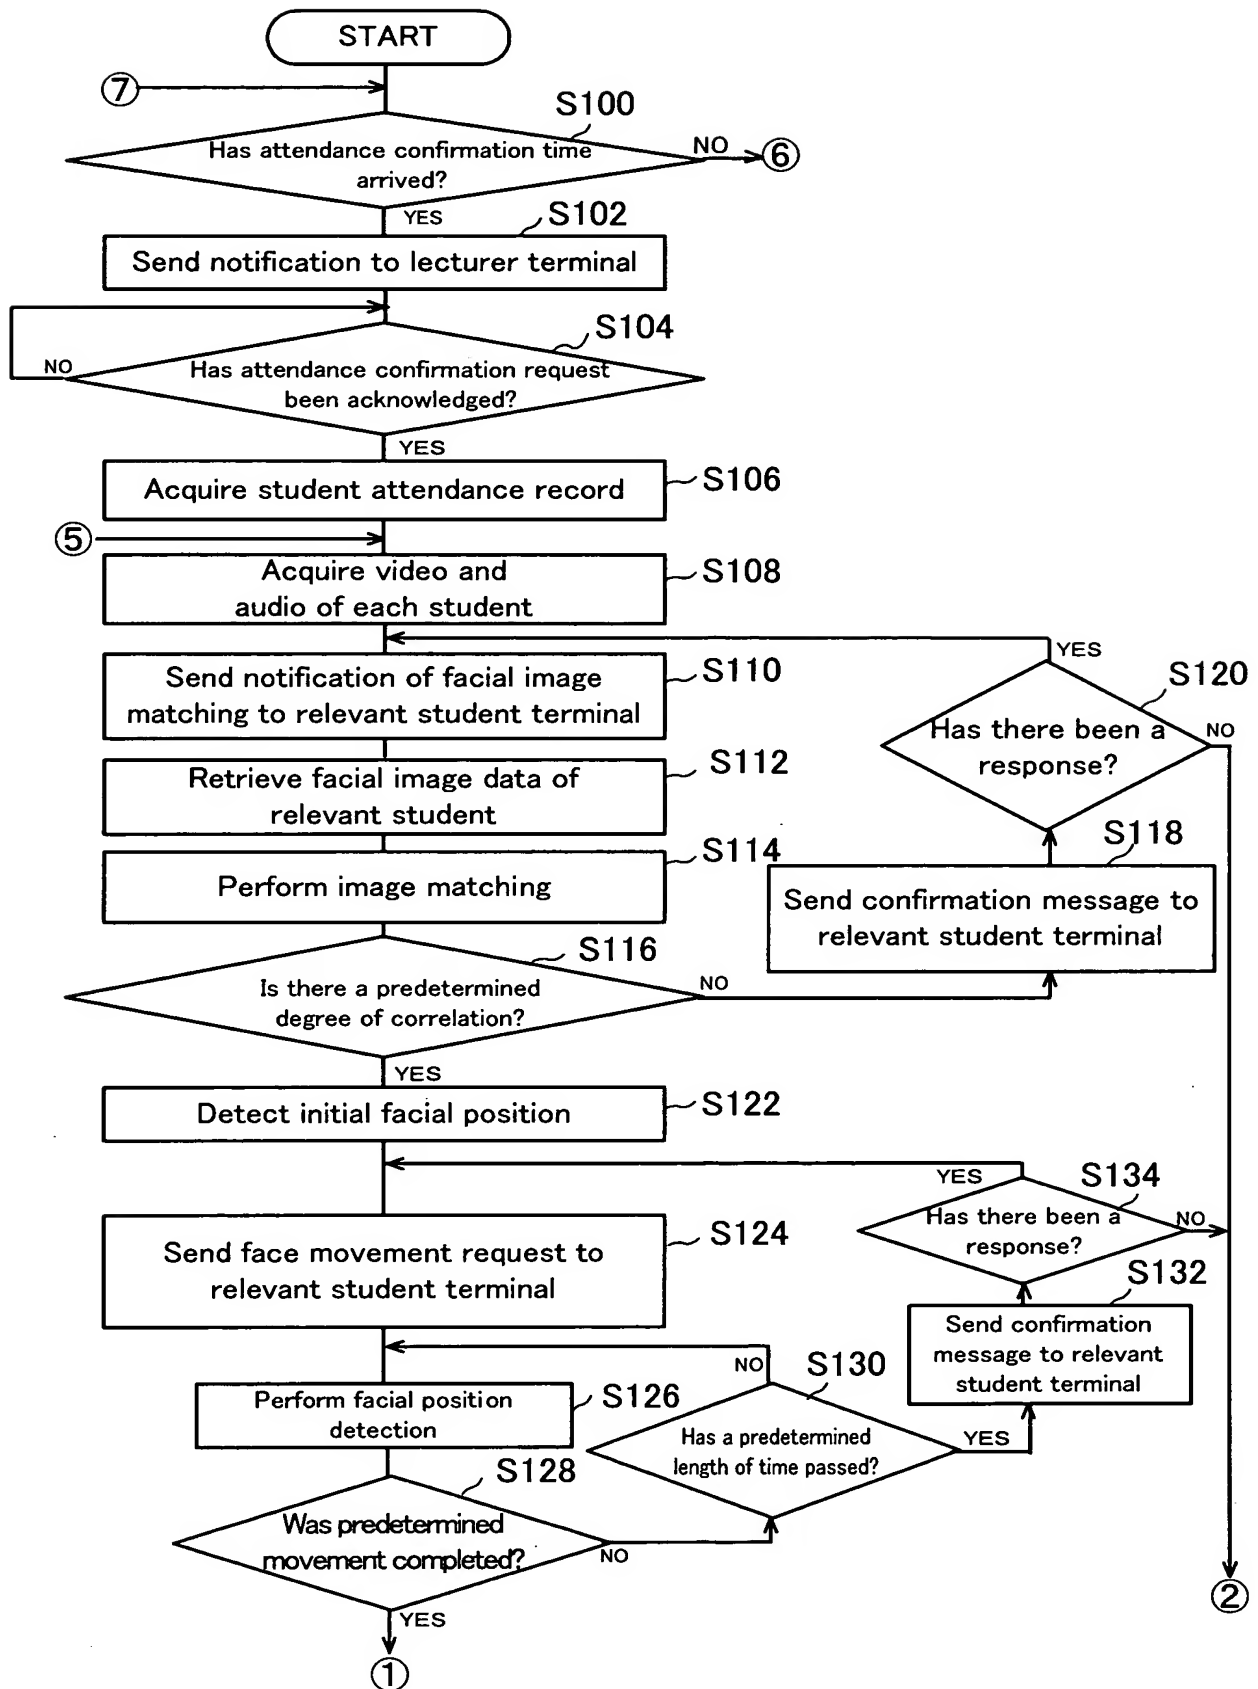 START
⑦
S100
Has attendance confirmation time
arrived?
NO
⑥
YES
S102
Send notification to lecturer terminal
S104
NO
Has attendance confirmation request
been acknowledged?
YES
Acquire student attendance record
S106
⑤
Acquire video and
audio of each student
S108
Send notification of facial image
matching to relevant student terminal
S110
YES
S120
Has there been a
response?
NO
Retrieve facial image data of
relevant student
S112
Perform image matching
S114
S118
Send confirmation message to
relevant student terminal
S116
Is there a predetermined
degree of correlation?
NO
YES
Detect initial facial position
S122
YES
S134
Has there been a
response?
NO
Send face movement request to
relevant student terminal
S124
S132
Send confirmation
message to relevant
student terminal
NO
S130
Has a predetermined
length of time passed?
YES
Perform facial position
detection
S126
S128
Was predetermined
movement completed?
NO
YES
①
②